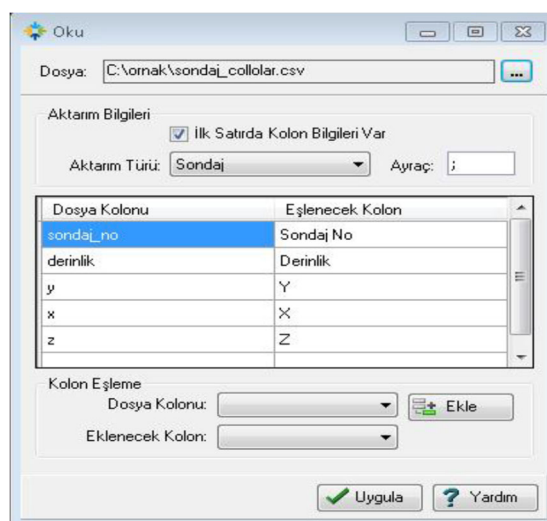 Oku
Dosya: C:\ornak\sondaj_collolar.csv ...
Aktarım Bilgileri
İlk Satırda Kolon Bilgileri Var
Aktarım Türü: Sondaj Ayraç: ;
Dosya Kolonu Eşlenecek Kolon
sondaj_no Sondaj No
derinlik Derinlik
y Y
x X
z Z
Kolon Eşleme
Dosya Kolonu: Ekle
Eklenecek Kolon:
Uygula ? Yardım